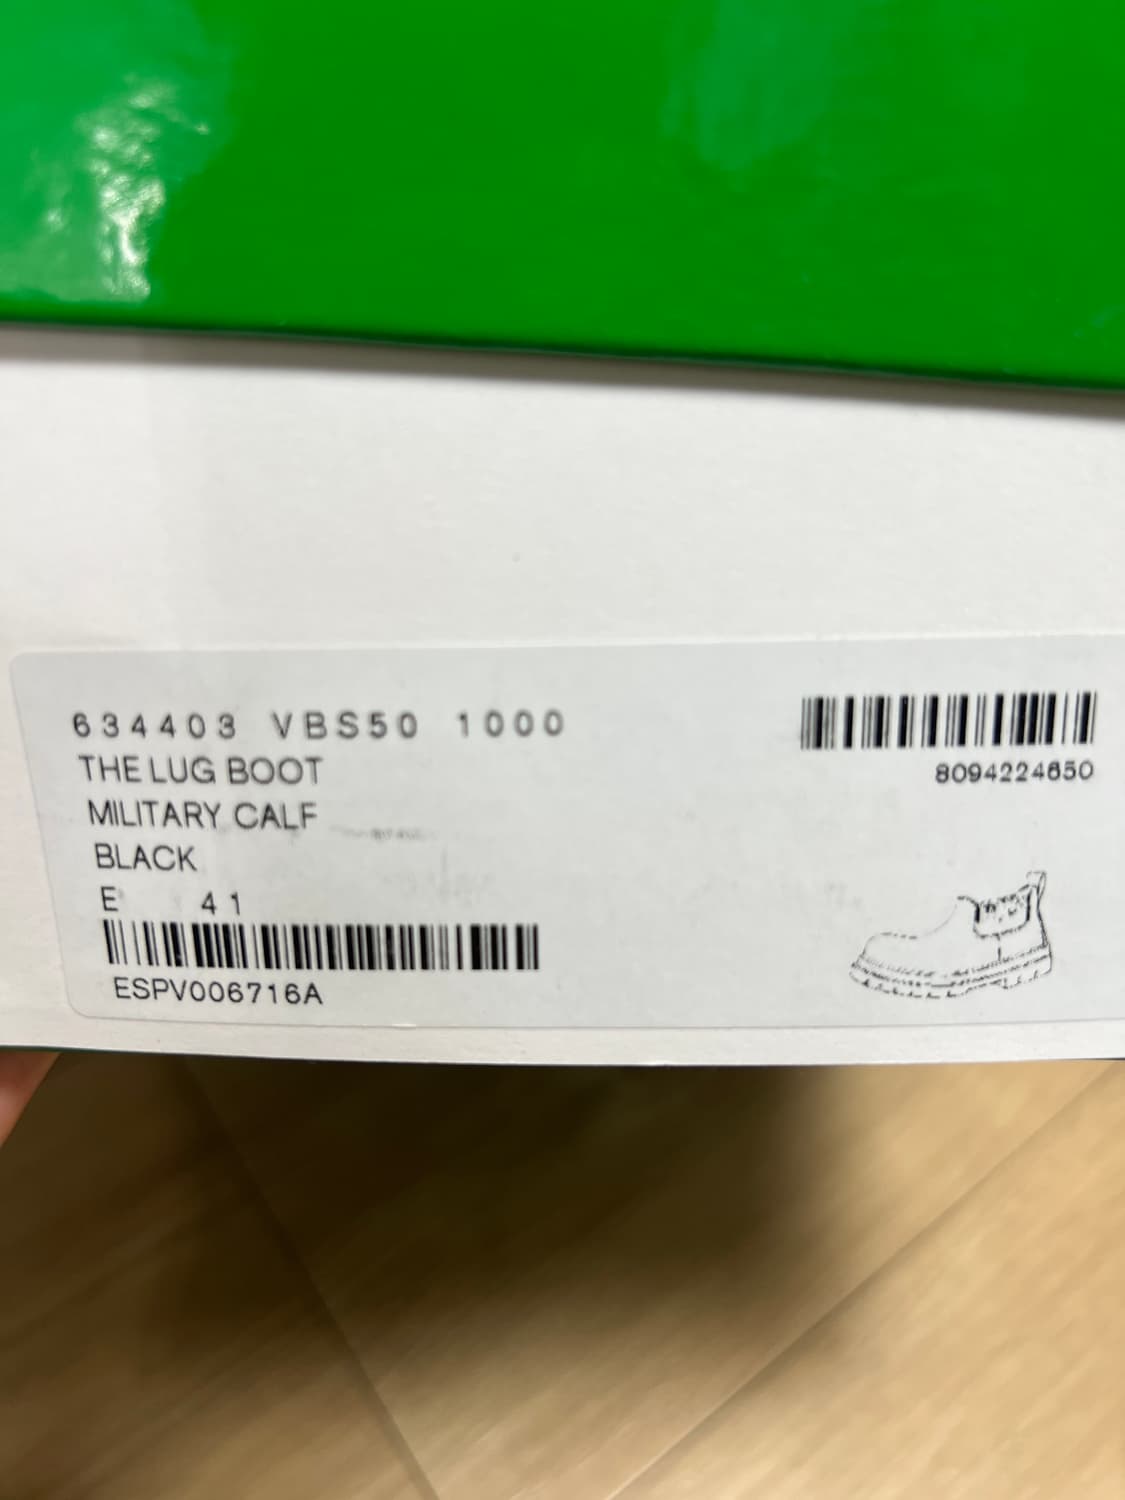 634403 VBS50 1000
THE LUG BOOT
MILITARY CALF
BLACK
E 41
ESPV006716A
8094224650